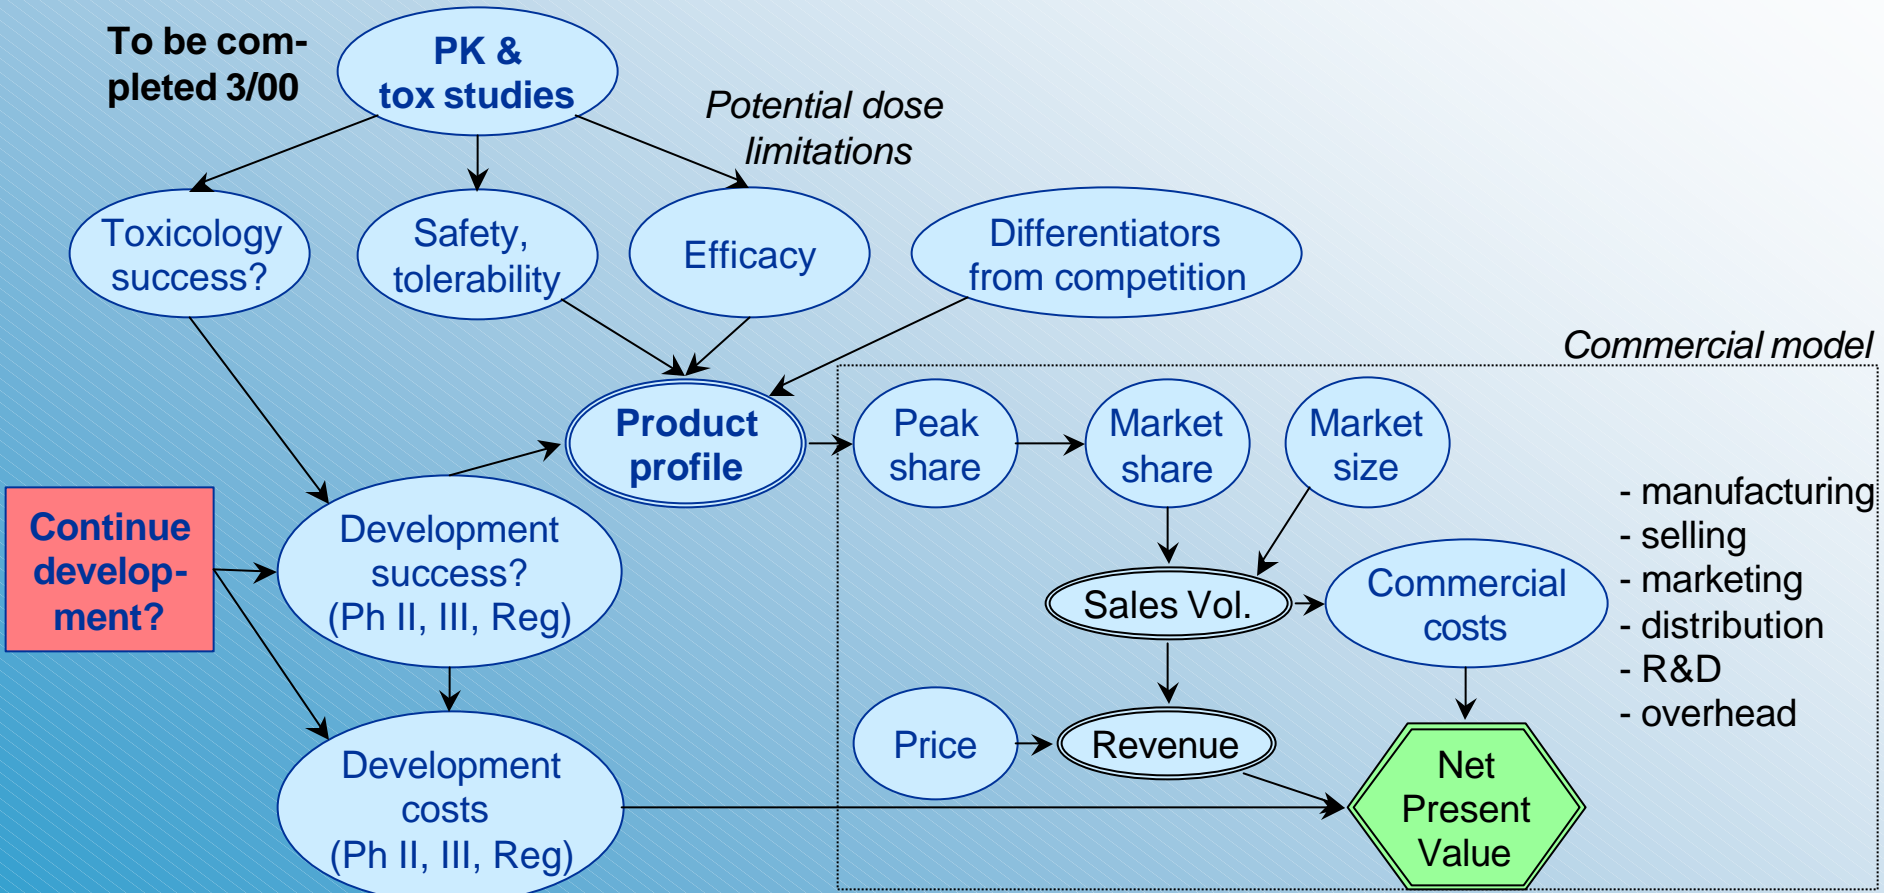 To be com-
pleted 3/00
PK &
tox studies
Potential dose
limitations
Toxicology
success?
Safety,
tolerability
Efficacy
Differentiators
from competition
Commercial model
Product
profile
Peak
share
Market
share
Market
size
- manufacturing
- selling
- marketing
- distribution
- R&D
- overhead
Continue
develop-
ment?
Development
success?
(Ph II, III, Reg)
Sales Vol.
Commercial
costs
Price
Revenue
Net
Present
Value
Development
costs
(Ph II, III, Reg)